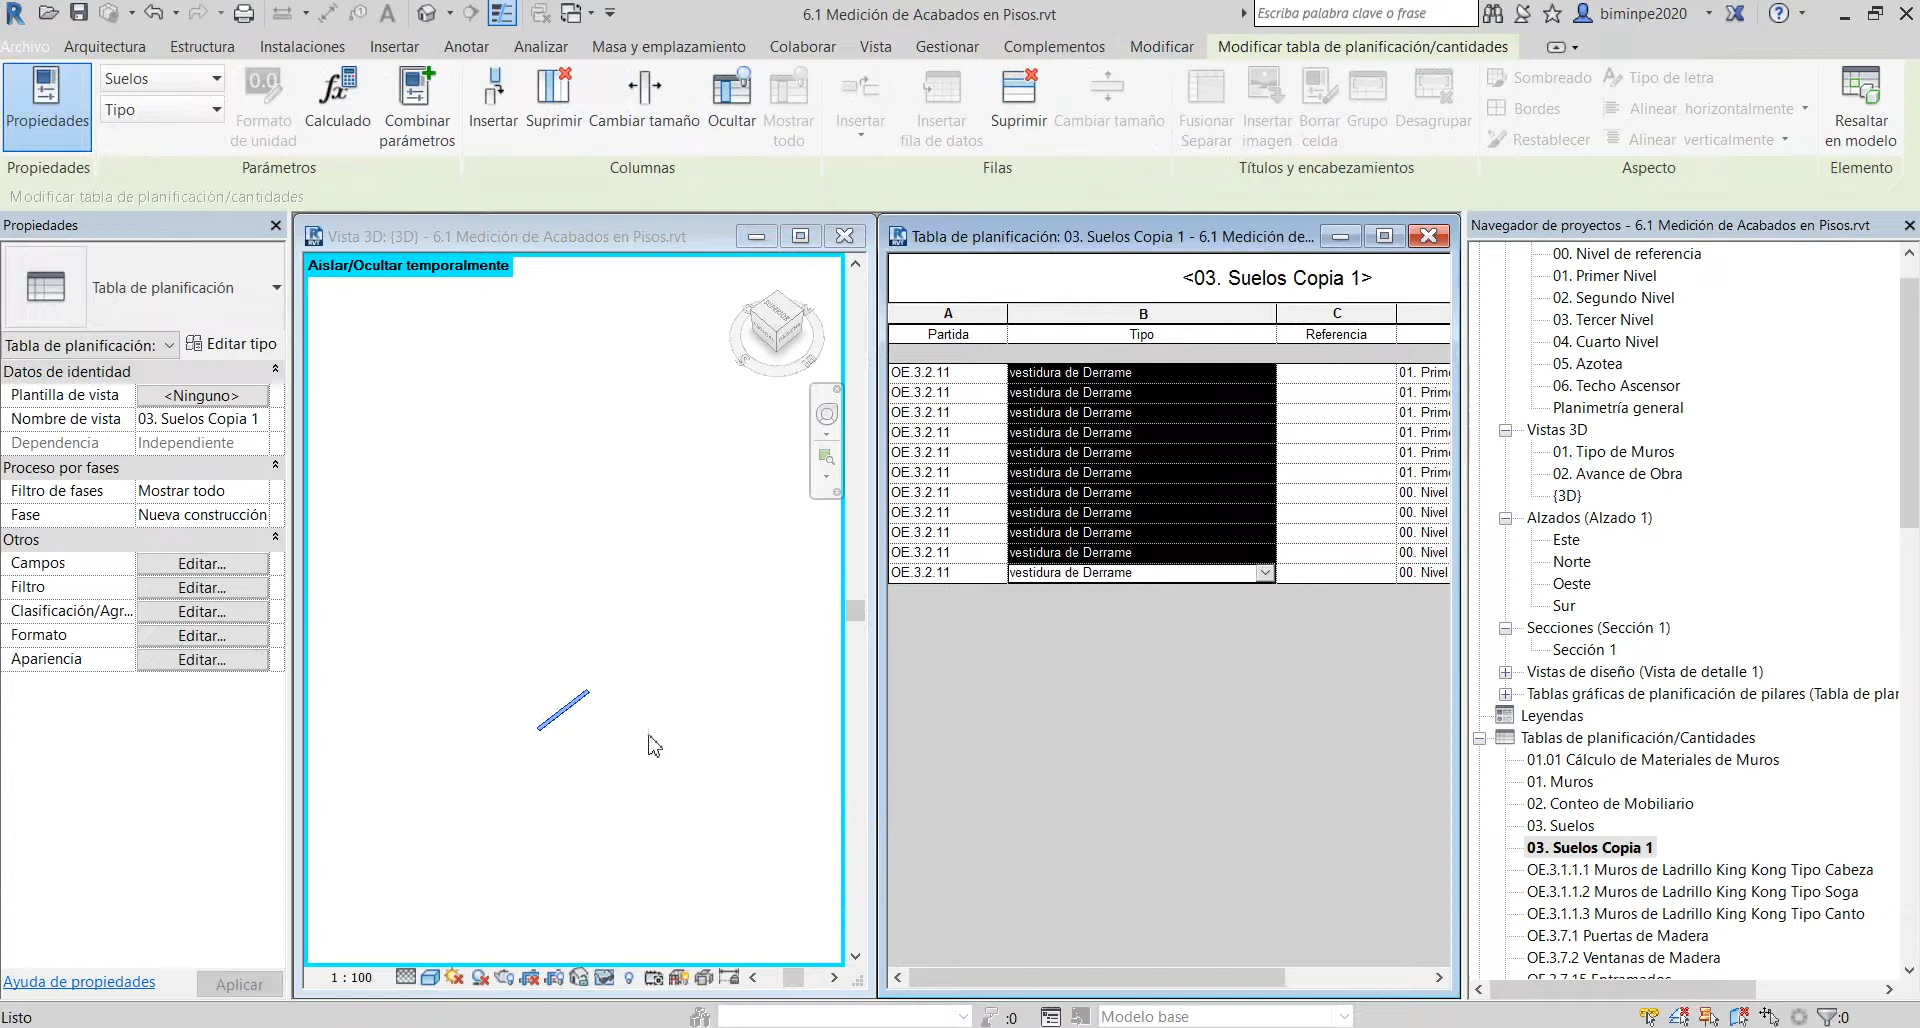 6.1 Medición de Acabados en Pisos.rvt
Escriba palabra clave o frase
biminpe2020
Archivo Arquitectura Estructura Instalaciones Insertar Anotar Analizar Masa y emplazamiento Colaborar Vista Gestionar Complementos Modificar Modificar tabla de planificación/cantidades
Propiedades
Suelos
Tipo
Formato de unidad
Calculado
Combinar parámetros
Insertar
Suprimir
Cambiar tamaño
Ocultar
Mostrar todo
Insertar
Insertar fila de datos
Suprimir
Cambiar tamaño
Fusionar Separar
Insertar imagen
Borrar celda
Grupo
Desagrupar
Sombreado
Bordes
Restablecer
Tipo de letra
Alinear horizontalmente
Alinear verticalmente
Resaltar en modelo
Propiedades Parámetros Columnas Filas Títulos y encabezamientos Aspecto Elemento
Modificar tabla de planificación/cantidades
Propiedades
Tabla de planificación
Tabla de planificación: Editar tipo
Datos de identidad
Plantilla de vista <Ninguno>
Nombre de vista 03. Suelos Copia 1
Dependencia Independiente
Proceso por fases
Filtro de fases Mostrar todo
Fase Nueva construcción
Otros
Campos Editar...
Filtro Editar...
Clasificación/Agr... Editar...
Formato Editar...
Apariencia Editar...
Ayuda de propiedades Aplicar
Vista 3D: {3D} - 6.1 Medición de Acabados en Pisos.rvt
Aislar/Ocultar temporalmente
1 : 100
Tabla de planificación: 03. Suelos Copia 1 - 6.1 Medición de...
<03. Suelos Copia 1>
A B C
Partida Tipo Referencia
OE.3.2.11 vestidura de Derrame 01. Prime
OE.3.2.11 vestidura de Derrame 01. Prime
OE.3.2.11 vestidura de Derrame 01. Prime
OE.3.2.11 vestidura de Derrame 01. Prime
OE.3.2.11 vestidura de Derrame 01. Prime
OE.3.2.11 vestidura de Derrame 01. Prime
OE.3.2.11 vestidura de Derrame 00. Nivel
OE.3.2.11 vestidura de Derrame 00. Nivel
OE.3.2.11 vestidura de Derrame 00. Nivel
OE.3.2.11 vestidura de Derrame 00. Nivel
OE.3.2.11 vestidura de Derrame 00. Nivel
Navegador de proyectos - 6.1 Medición de Acabados en Pisos.rvt
00. Nivel de referencia
01. Primer Nivel
02. Segundo Nivel
03. Tercer Nivel
04. Cuarto Nivel
05. Azotea
06. Techo Ascensor
Planimetría general
Vistas 3D
01. Tipo de Muros
02. Avance de Obra
{3D}
Alzados (Alzado 1)
Este
Norte
Oeste
Sur
Secciones (Sección 1)
Sección 1
Vistas de diseño (Vista de detalle 1)
Tablas gráficas de planificación de pilares (Tabla de plar
Leyendas
Tablas de planificación/Cantidades
01.01 Cálculo de Materiales de Muros
01. Muros
02. Conteo de Mobiliario
03. Suelos
03. Suelos Copia 1
OE.3.1.1.1 Muros de Ladrillo King Kong Tipo Cabeza
OE.3.1.1.2 Muros de Ladrillo King Kong Tipo Soga
OE.3.1.1.3 Muros de Ladrillo King Kong Tipo Canto
OE.3.7.1 Puertas de Madera
OE.3.7.2 Ventanas de Madera
OE.3.7.15 Entramados
Listo
:0
Modelo base
:0